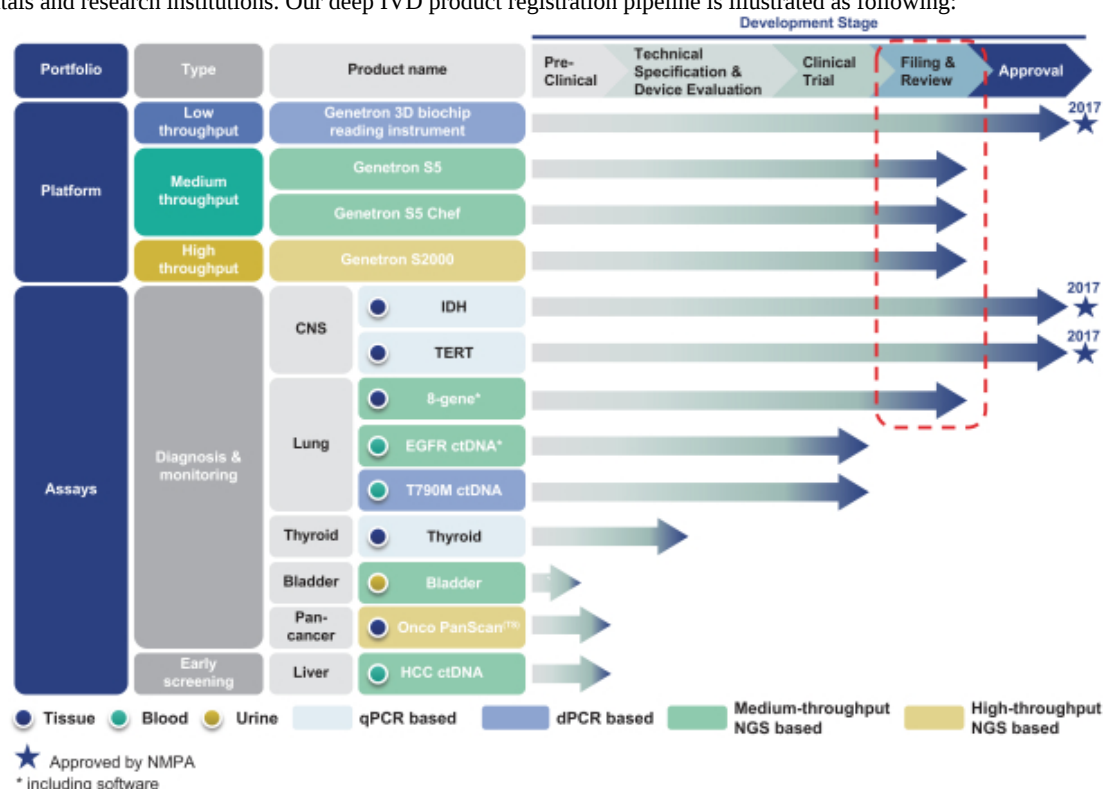 tals and research institutions. Our deep IVD product registration pipeline is illustrated as following:
Development Stage
Portfolio
Type
Product name
Pre-
Clinical
Technical
Specification &
Device Evaluation
Clinical
Trial
Filing &
Review
Approval
Platform
Low
throughput
Genetron 3D biochip
reading instrument
2017
Medium
throughput
Genetron S5
Genetron S5 Chef
High
throughput
Genetron S2000
Assays
Diagnosis &
monitoring
CNS
IDH
2017
TERT
2017
Lung
8-gene*
EGFR ctDNA*
T790M ctDNA
Thyroid
Thyroid
Bladder
Bladder
Pan-
cancer
Onco PanScan(TM)
Early
screening
Liver
HCC ctDNA
Tissue
Blood
Urine
qPCR based
dPCR based
Medium-throughput
NGS based
High-throughput
NGS based
Approved by NMPA
* including software